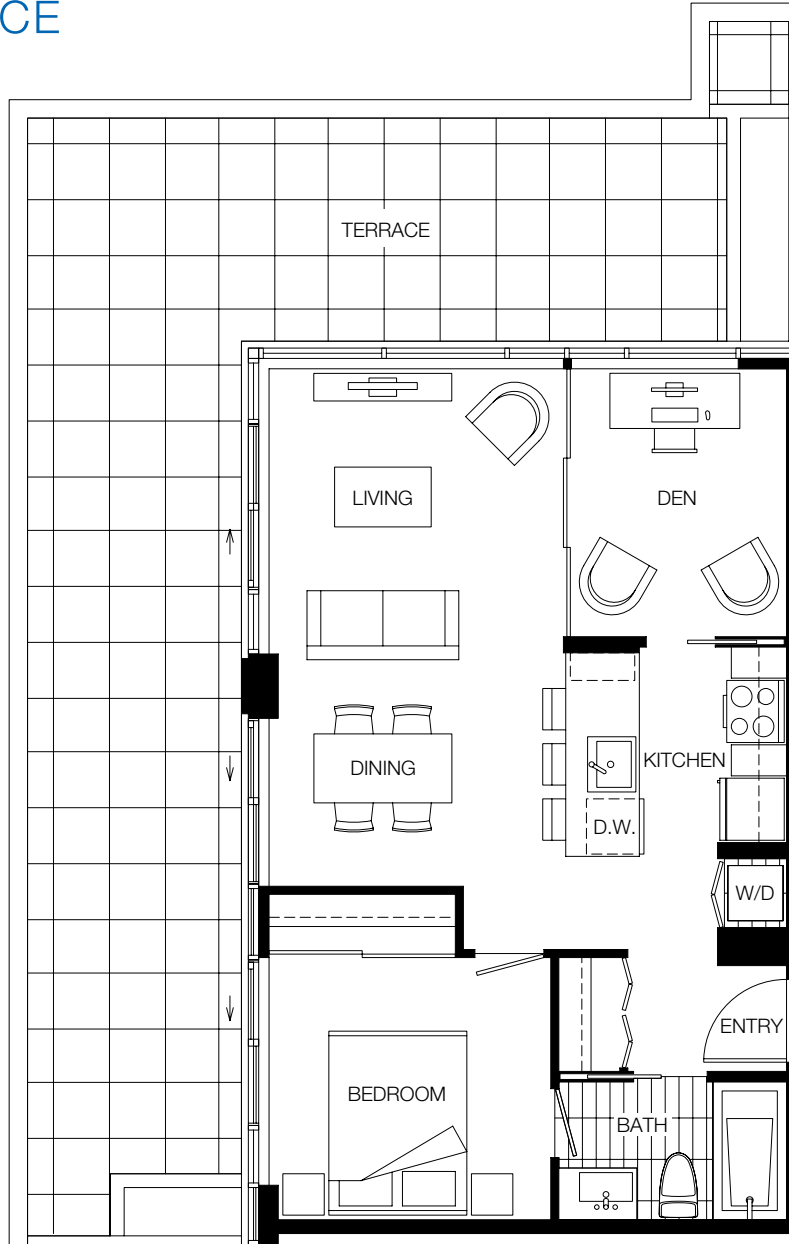 CE
TERRACE
LIVING
DEN
KITCHEN
DINING
D.W.
W/D
ENTRY
BEDROOM
BATH